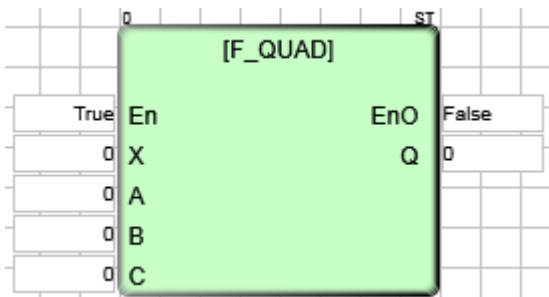 0 ST
[F_QUAD]
True En EnO False
0 X Q 0
0 A
0 B
0 C